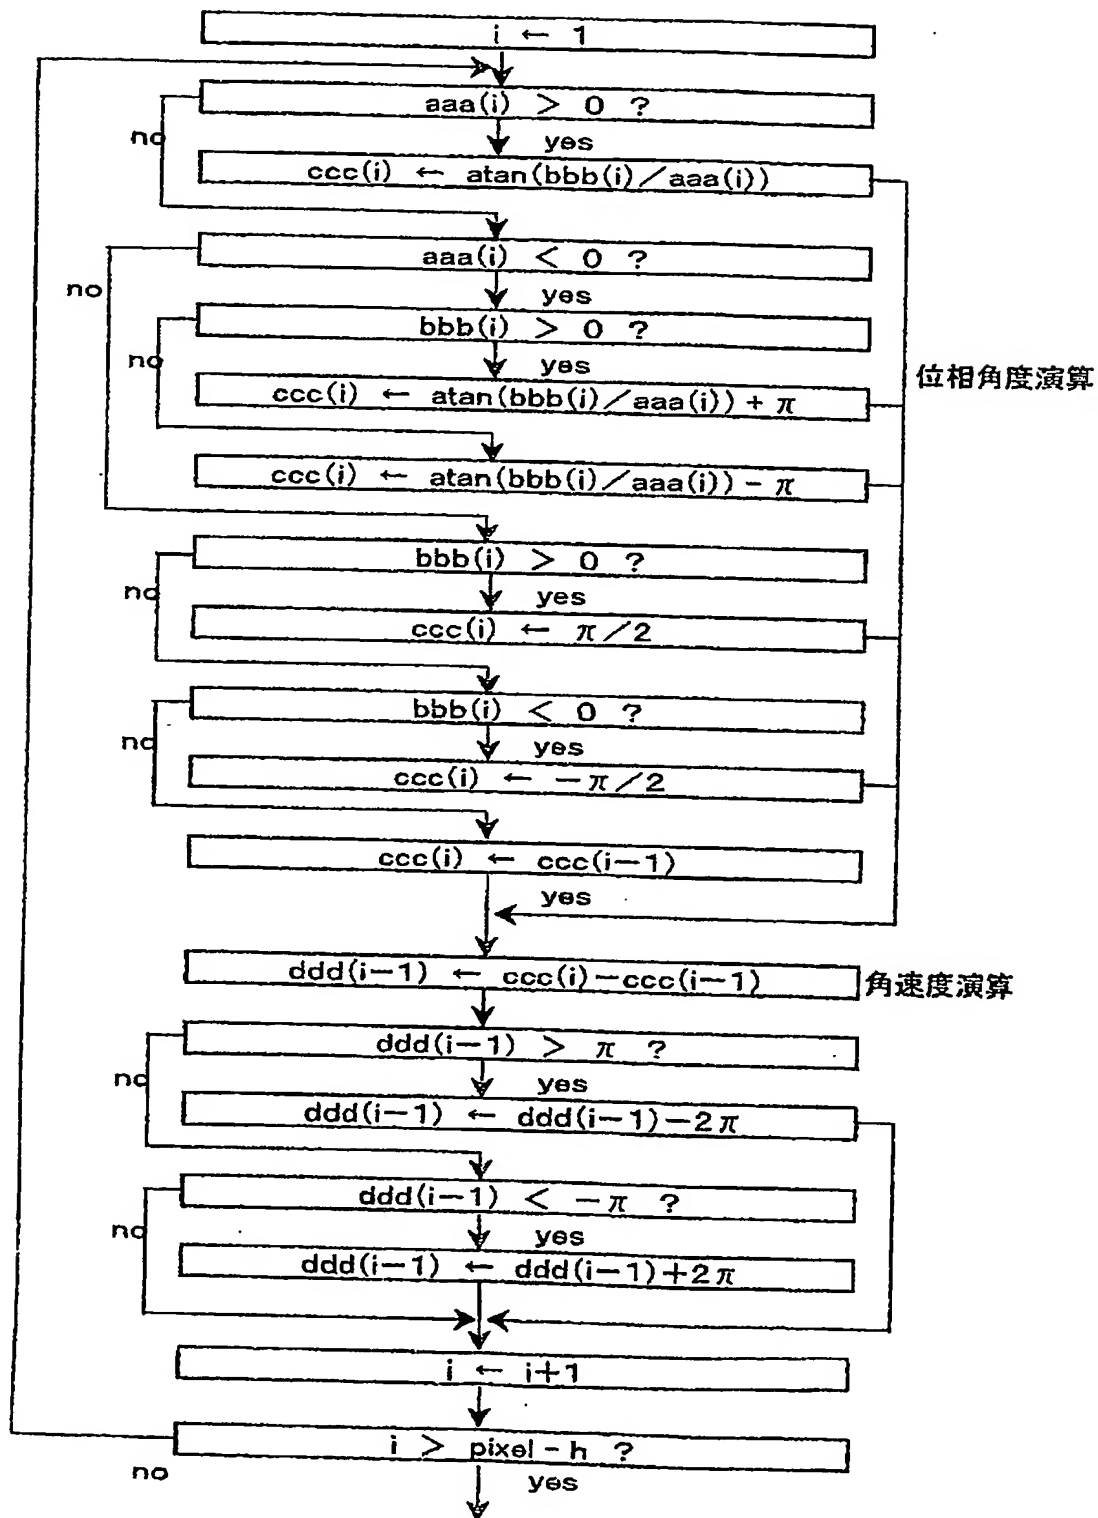 i ← 1
aaa(i) > 0 ?
no
yes
ccc(i) ← atan(bbb(i)/aaa(i))
aaa(i) < 0 ?
no
yes
bbb(i) > 0 ?
no
yes
位相角度演算
ccc(i) ← atan(bbb(i)/aaa(i))+π
ccc(i) ← atan(bbb(i)/aaa(i))-π
bbb(i) > 0 ?
no
yes
ccc(i) ← π/2
bbb(i) < 0 ?
no
yes
ccc(i) ← -π/2
ccc(i) ← ccc(i-1)
yes
ddd(i-1) ← ccc(i)-ccc(i-1)
角速度演算
ddd(i-1) > π ?
no
yes
ddd(i-1) ← ddd(i-1)-2π
ddd(i-1) < -π ?
no
yes
ddd(i-1) ← ddd(i-1)+2π
i ← i+1
i > pixel-h ?
no
yes